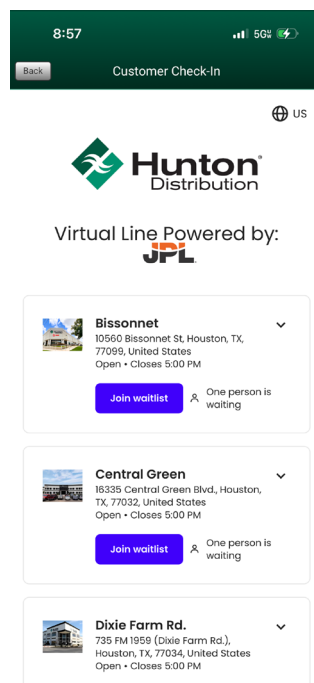 8:57
5G
Back
Customer Check-In
US
Hunton
Distribution
Virtual Line Powered by:
JPL
Bissonnet
10560 Bissonnet St, Houston, TX,
77099, United States
Open • Closes 5:00 PM
Join waitlist
One person is
waiting
Central Green
16335 Central Green Blvd., Houston,
TX, 77032, United States
Open • Closes 5:00 PM
Join waitlist
One person is
waiting
Dixie Farm Rd.
735 FM 1959 (Dixie Farm Rd.),
Houston, TX, 77034, United States
Open • Closes 5:00 PM